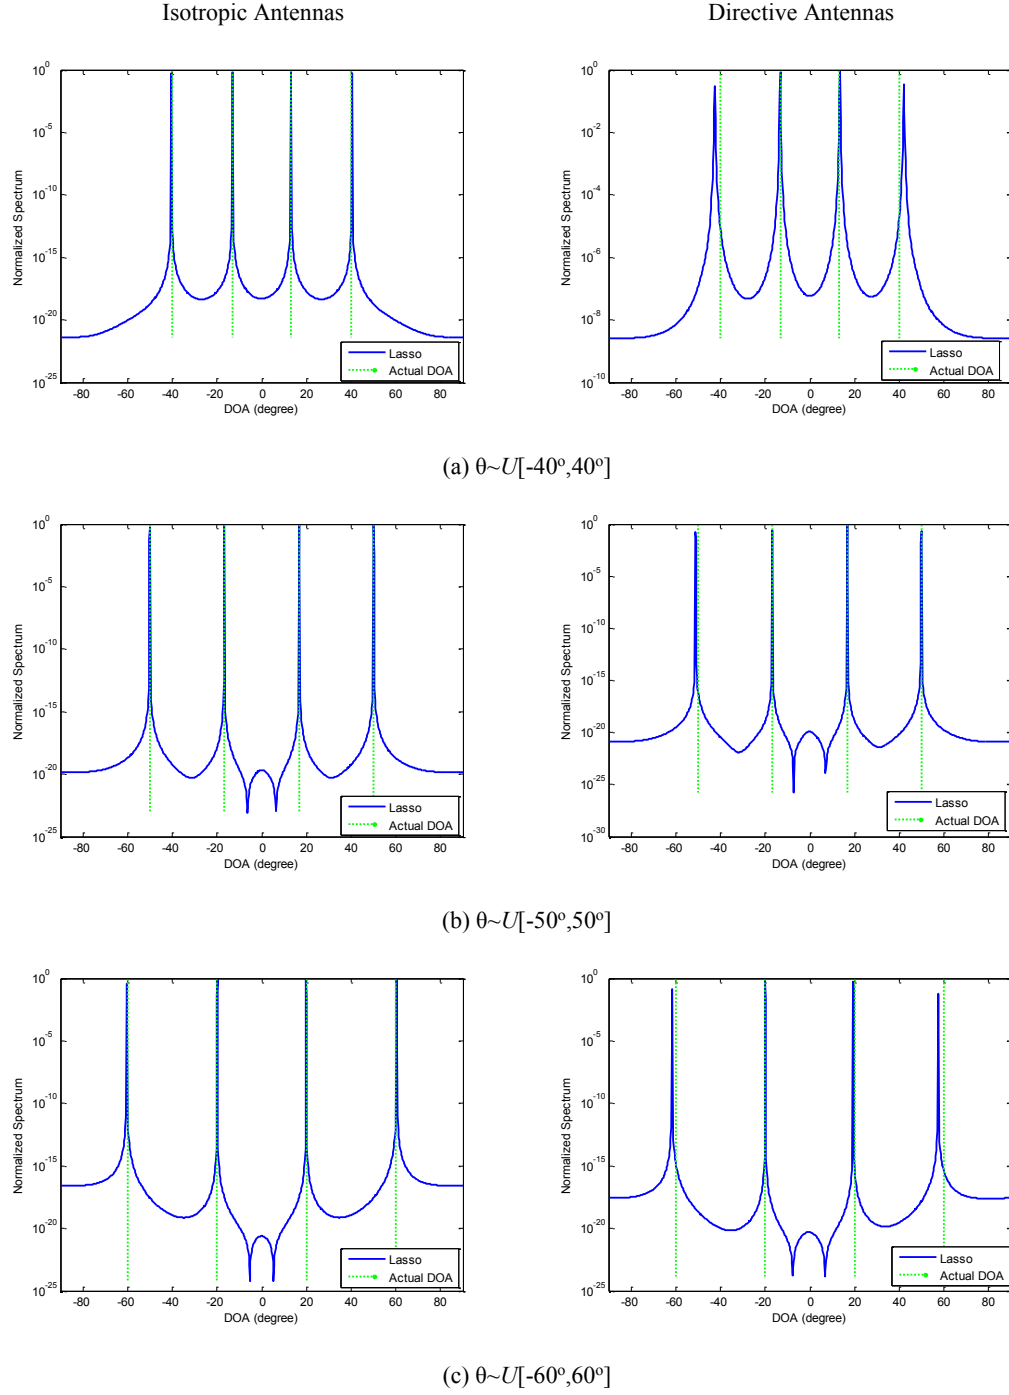 Isotropic Antennas
Directive Antennas
10^0
10^-5
10^-10
10^-15
10^-20
10^-25
Normalized Spectrum
-80 -60 -40 -20 0 20 40 60 80
DOA (degree)
Lasso
Actual DOA
10^0
10^-2
10^-4
10^-6
10^-8
10^-10
Normalized Spectrum
-80 -60 -40 -20 0 20 40 60 80
DOA (degree)
Lasso
Actual DOA
(a) θ~U[-40°,40°]
10^0
10^-5
10^-10
10^-15
10^-20
10^-25
Normalized Spectrum
-80 -60 -40 -20 0 20 40 60 80
DOA (degree)
Lasso
Actual DOA
10^0
10^-5
10^-10
10^-15
10^-20
10^-25
10^-30
Normalized Spectrum
-80 -60 -40 -20 0 20 40 60 80
DOA (degree)
Lasso
Actual DOA
(b) θ~U[-50°,50°]
10^0
10^-5
10^-10
10^-15
10^-20
10^-25
Normalized Spectrum
-80 -60 -40 -20 0 20 40 60 80
DOA (degree)
Lasso
Actual DOA
10^0
10^-5
10^-10
10^-15
10^-20
10^-25
Normalized Spectrum
-80 -60 -40 -20 0 20 40 60 80
DOA (degree)
Lasso
Actual DOA
(c) θ~U[-60°,60°]